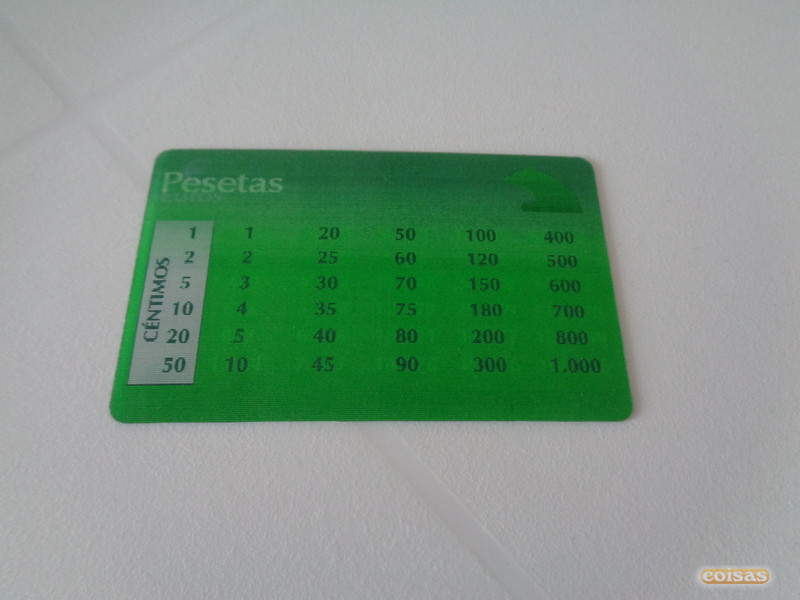 Pesetas
Euros
CÉNTIMOS
1 1 20 50 100 400
2 2 25 60 120 500
5 3 30 70 150 600
10 4 35 75 180 700
20 5 40 80 200 800
50 10 45 90 300 1.000
coisas